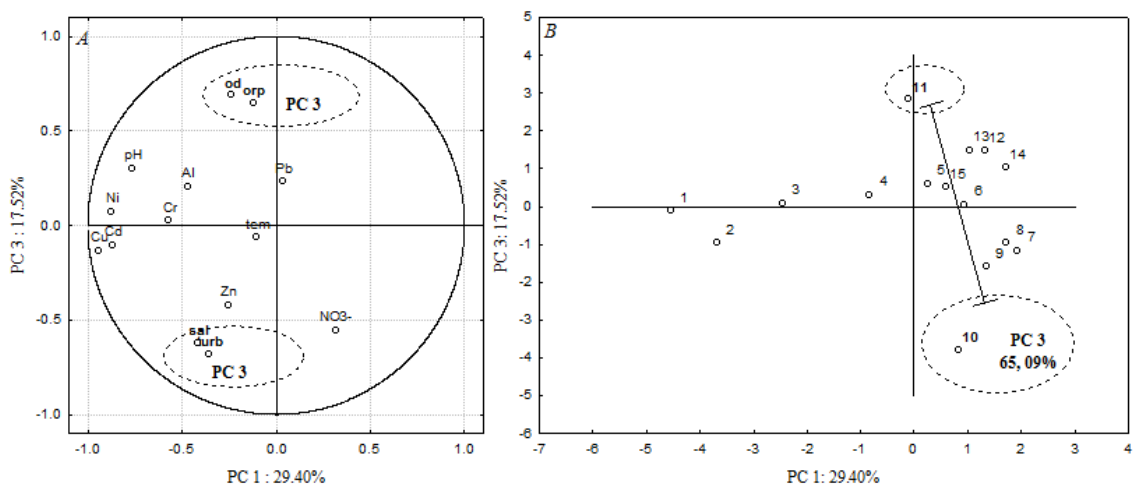 A
1.0
0.5
0.0
-0.5
-1.0
PC 3 : 17.52%
od orp
PC 3
pH
Al
Pb
Ni
Cr
Cu Cd
tem
Zn
NO3-
sal
turb
PC 3
-1.0 -0.5 0.0 0.5 1.0
PC 1 : 29.40%
B
5
4
3
2
1
0
-1
-2
-3
-4
-5
-6
PC 3: 17.52%
11
13 12
14
5 15
4
3
6
1
2
8 7
9
10
PC 3
65, 09%
-7 -6 -5 -4 -3 -2 -1 0 1 2 3 4
PC 1: 29.40%